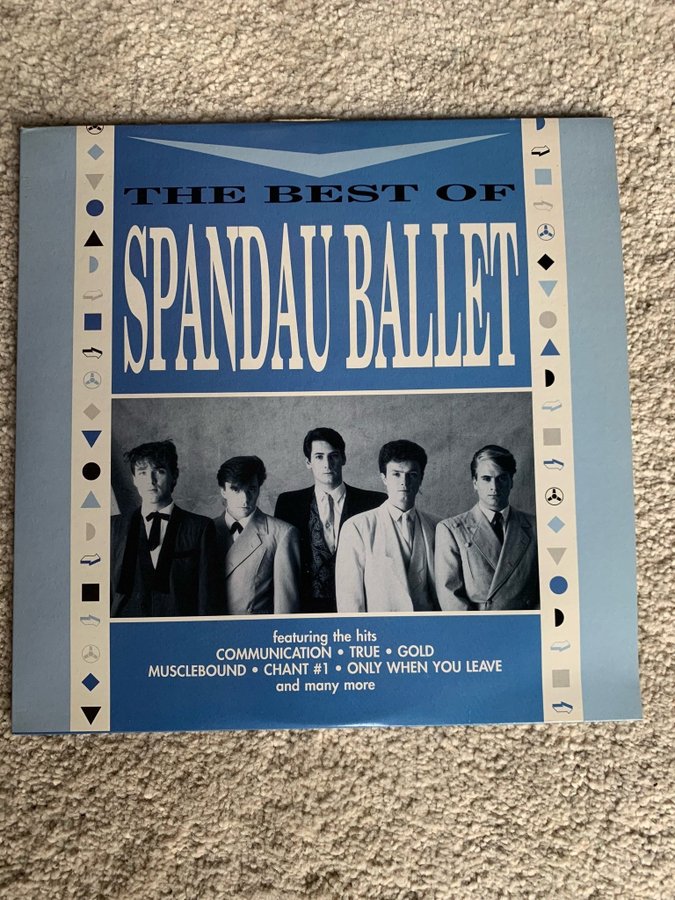 THE BEST OF
SPANDAU BALLET
featuring the hits
COMMUNICATION • TRUE • GOLD
MUSCLEBOUND • CHANT #1 • ONLY WHEN YOU LEAVE
and many more